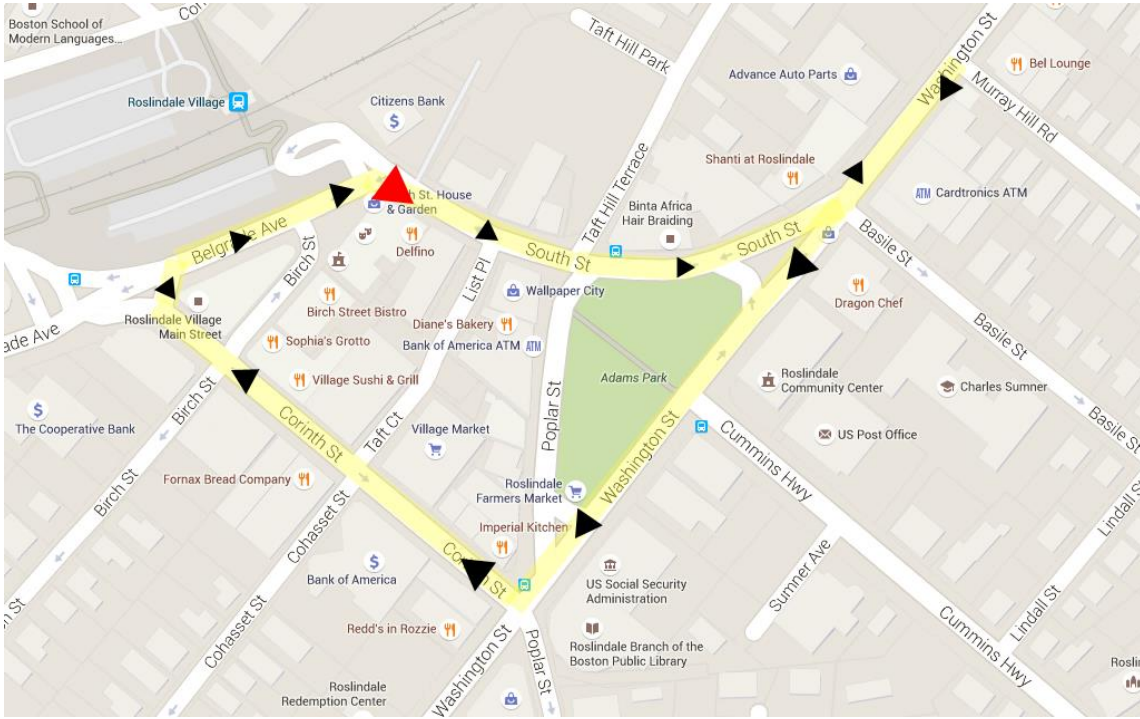 Boston School of
Modern Languages...
Cor
Taft Hill Park
Washington St
Bel Lounge
Advance Auto Parts
Murray Hill Rd
Roslindale Village
Citizens Bank
$
Taft Hill Terrace
Shanti at Roslindale
ATM
Cardtronics ATM
h St. House
& Garden
Binta Africa
Hair Braiding
Delfino
Belgrade Ave
Birch St
South St
South St
Basile St
List Pl
Wallpaper City
Dragon Chef
Birch Street Bistro
Roslindale Village
Main Street
ade Ave
Diane's Bakery
Bank of America ATM
ATM
Sophia's Grotto
Adams Park
Basile St
Roslindale
Community Center
Charles Sumner
Village Sushi & Grill
Birch St
$
The Cooperative Bank
Corinth St
Taft Ct
Village Market
Poplar St
Washington St
Cummins Hwy
US Post Office
Basile St
Fornax Bread Company
Birch St
Roslindale
Farmers Market
Imperial Kitchen
Cohasset St
Lindall St
$
Bank of America
Corinth St
US Social Security
Administration
Sumner Ave
Lindall St
h St
Redd's in Rozzie
Cohasset St
Washington St
Poplar St
Roslindale Branch of the
Boston Public Library
Cummins Hwy
Roslin
Roslindale
Redemption Center